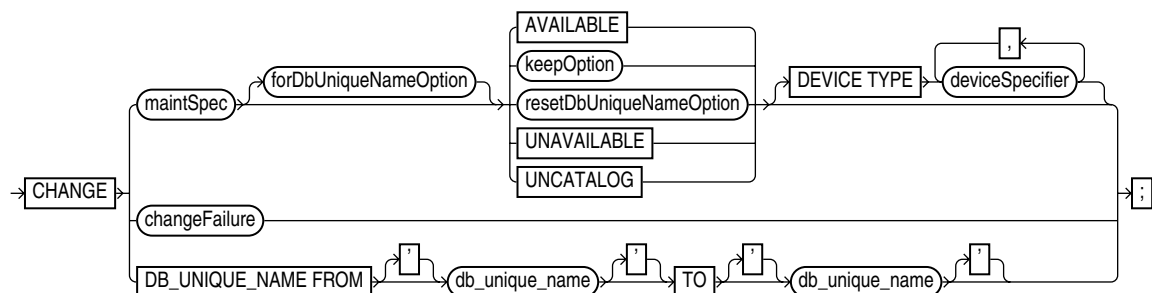 AVAILABLE
,
forDbUniqueNameOption keepOption DEVICE TYPE deviceSpecifier
maintSpec resetDbUniqueNameOption
UNAVAILABLE
CHANGE UNCATALOG ;
changeFailure
' ' ' '
DB_UNIQUE_NAME FROM db_unique_name TO db_unique_name